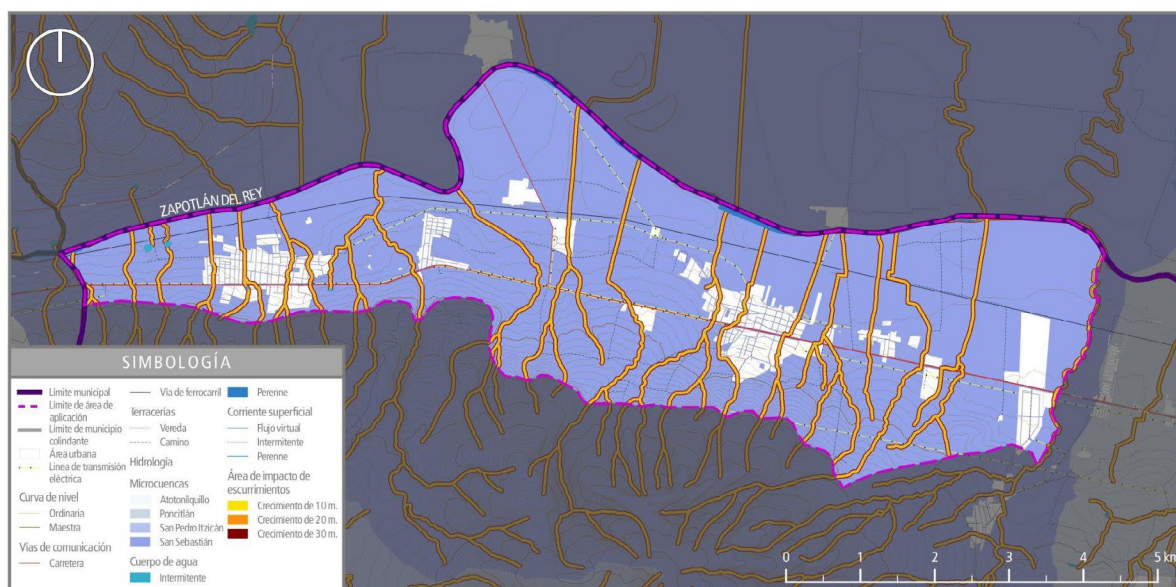 ZAPOTLÁN DEL REY
SIMBOLOGÍA
Límite municipal
Límite de área de
aplicación
Límite de municipio
colindante
Área urbana
Línea de transmisión
eléctrica
Curva de nivel
Ordinaria
Maestra
Vías de comunicación
Carretera
Vía de ferrocarril
Terracerías
Vereda
Camino
Hidrología
Microcuencas
Atotonilquillo
Poncitlán
San Pedro Itzicán
San Sebastián
Cuerpo de agua
Intermitente
Perenne
Corriente superficial
Flujo virtual
Intermitente
Perenne
Área de impacto de
escurrimientos
Crecimiento de 10 m.
Crecimiento de 20 m.
Crecimiento de 30 m.
0 1 2 3 4 5 km